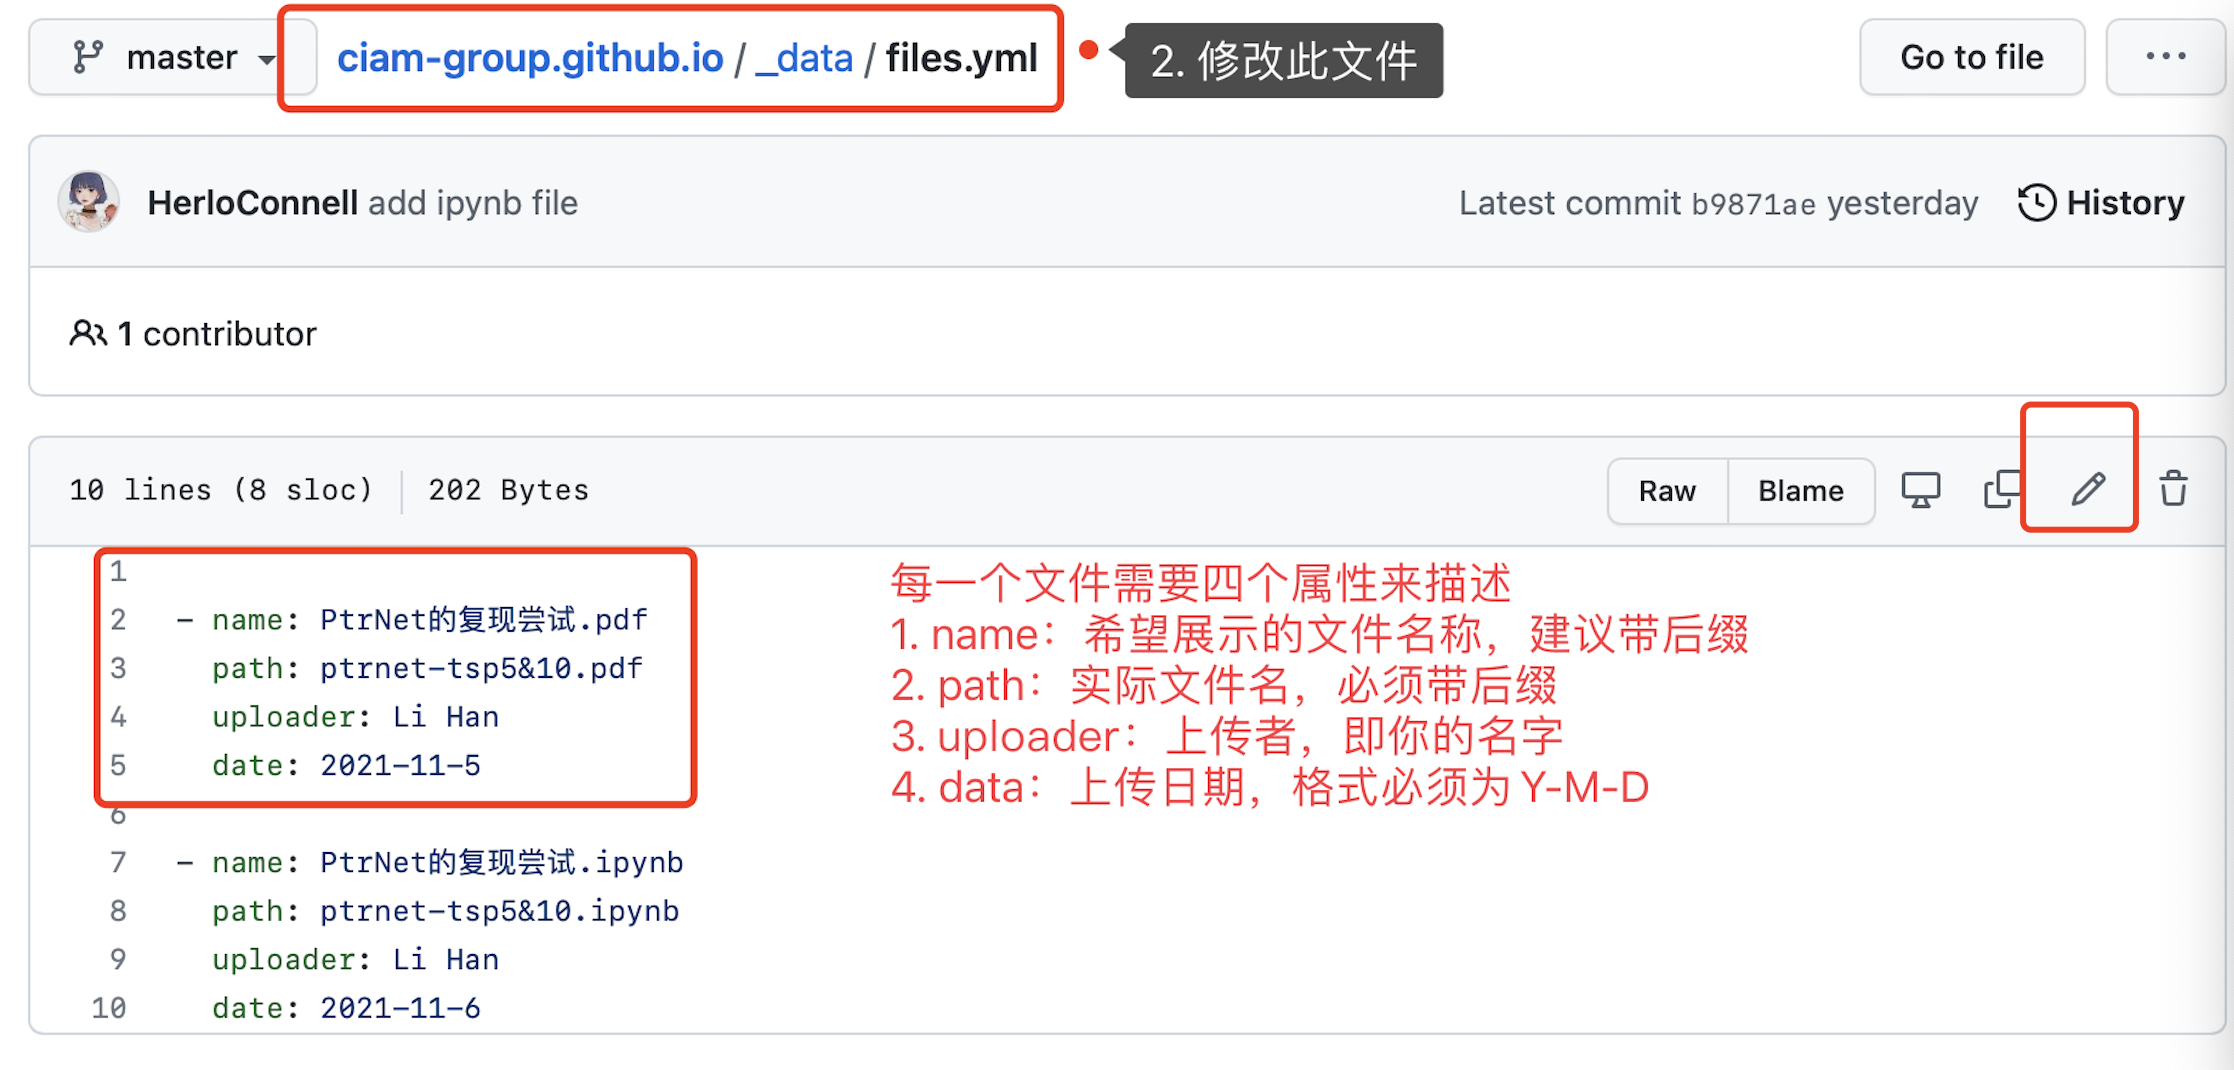 master
ciam-group.github.io / _data / files.yml
2. 修改此文件
Go to file
HerloConnell add ipynb file
Latest commit b9871ae yesterday
History
1 contributor
10 lines (8 sloc)
202 Bytes
Raw
Blame
1
2 - name: PtrNet的复现尝试.pdf
3 path: ptrnet-tsp5&10.pdf
4 uploader: Li Han
5 date: 2021-11-5
6
7 - name: PtrNet的复现尝试.ipynb
8 path: ptrnet-tsp5&10.ipynb
9 uploader: Li Han
10 date: 2021-11-6
每一个文件需要四个属性来描述
1. name：希望展示的文件名称，建议带后缀
2. path：实际文件名，必须带后缀
3. uploader：上传者，即你的名字
4. data：上传日期，格式必须为 Y-M-D